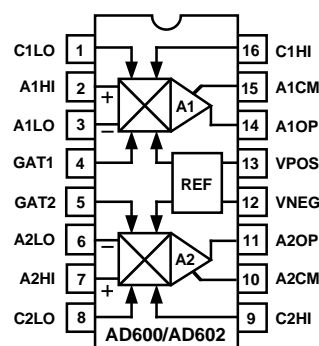 C1LO 1 16 C1HI
A1HI 2 + A1 15 A1CM
A1LO 3 − 14 A1OP
GAT1 4 REF 13 VPOS
GAT2 5 12 VNEG
A2LO 6 − A2 11 A2OP
A2HI 7 + 10 A2CM
C2LO 8 9 C2HI
AD600/AD602